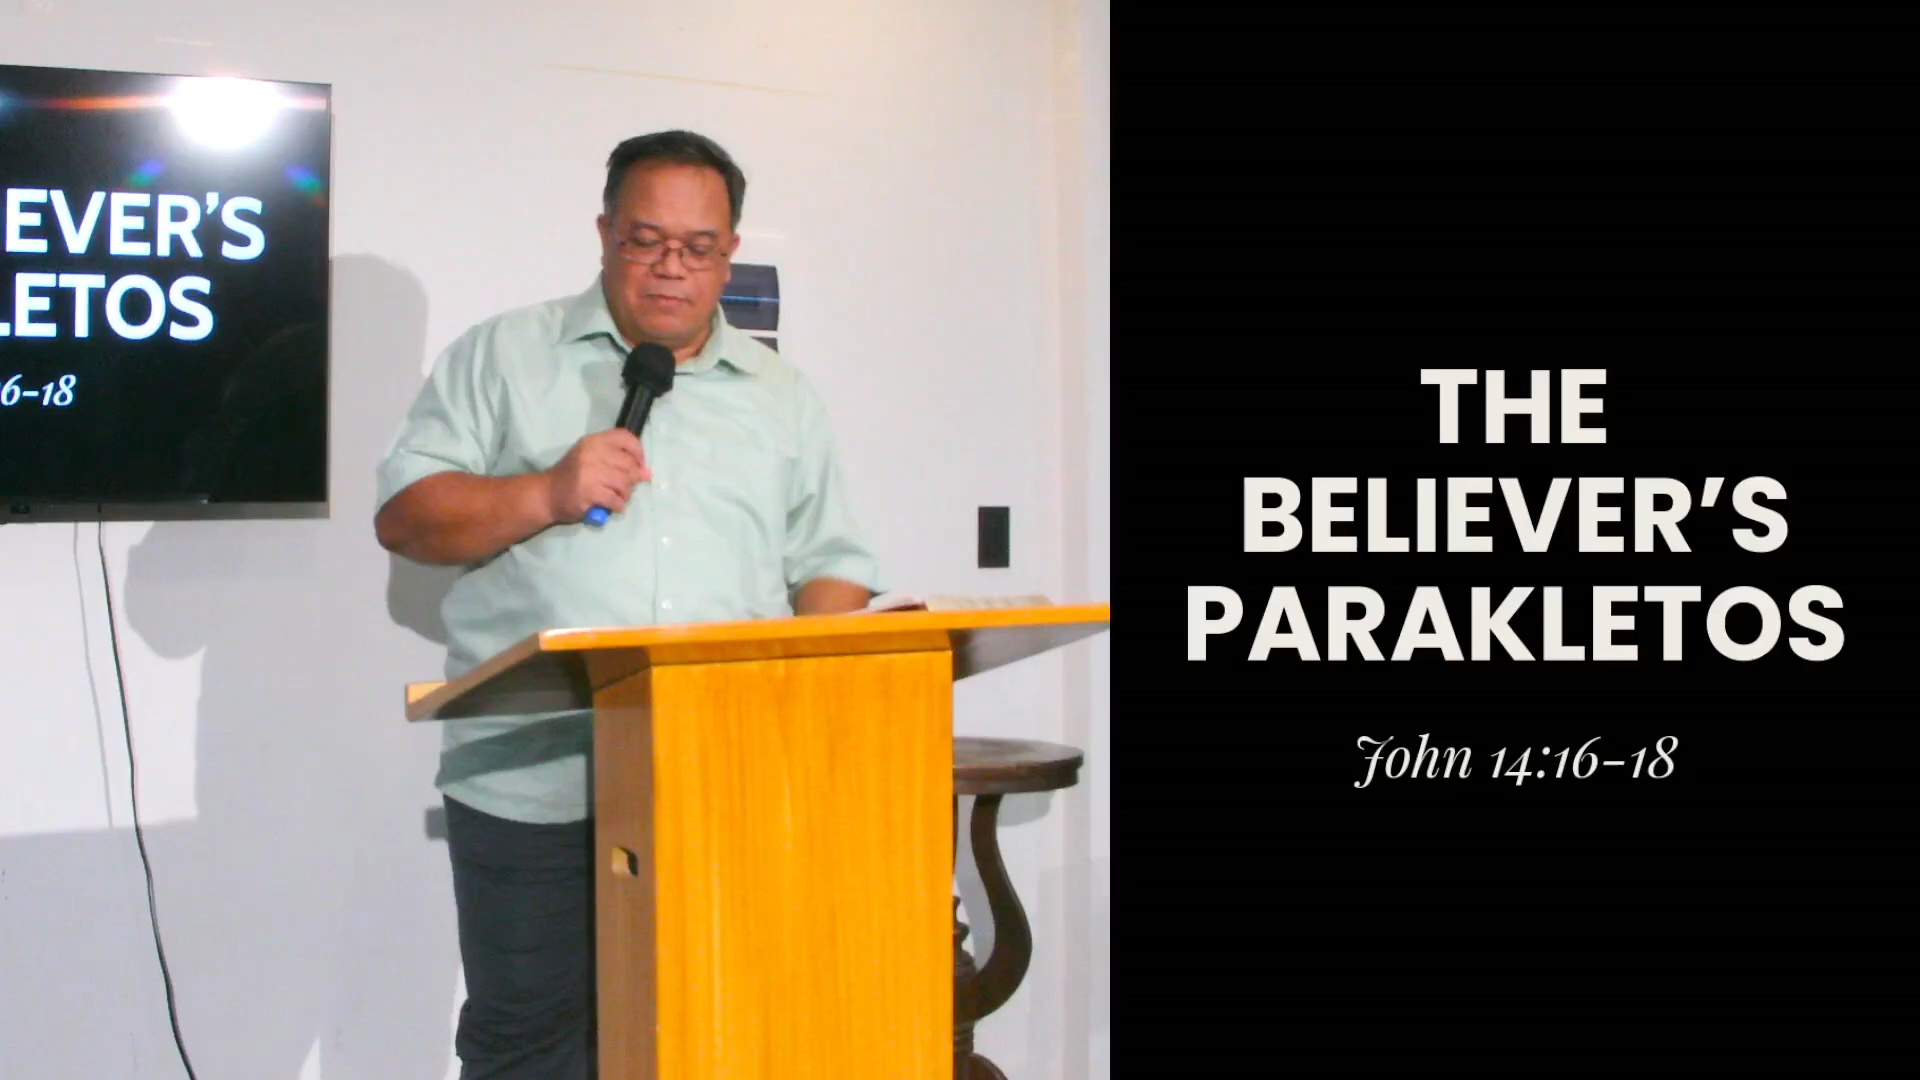 EVER'S
LETOS
6-18
THE
BELIEVER'S
PARAKLETOS
John 14:16-18